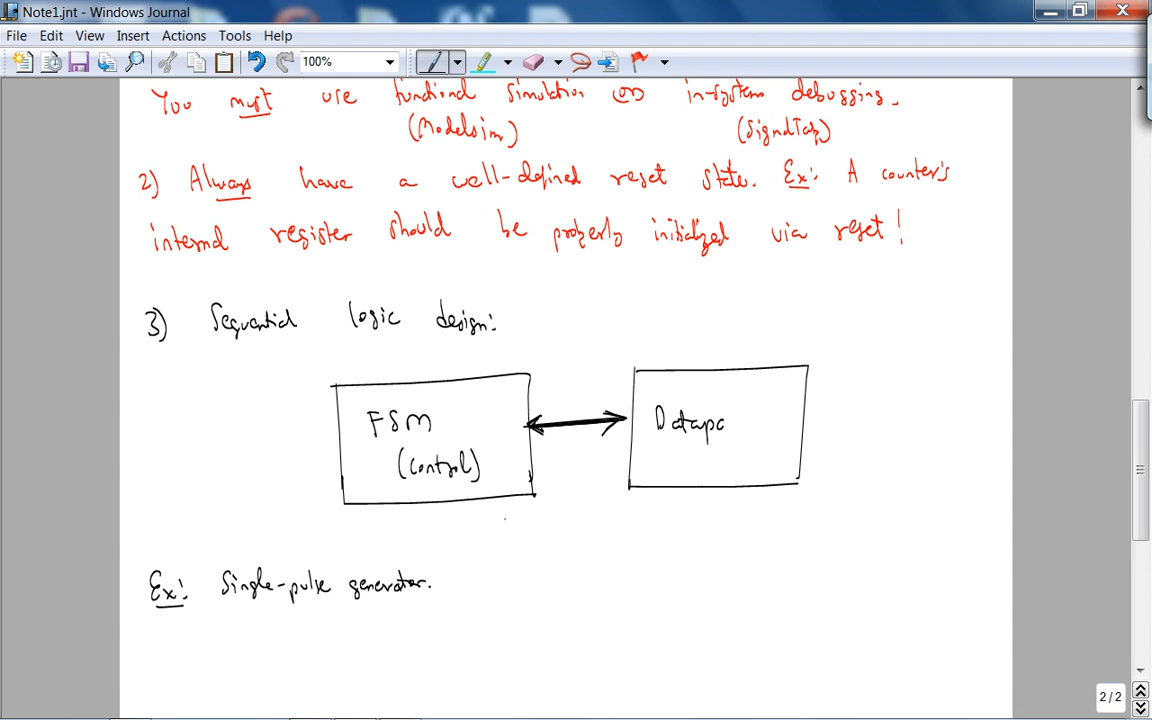 Note1.jnt - Windows Journal
File Edit View Insert Actions Tools Help
100%
You must use functional simulation and in-system debugging.
(Modelsim) (SignalTap)
2) Always have a well-defined reset state. Ex: A counter's
internal register should be properly initialized via reset!
3) Sequential logic design:
FSM
(control)
Datapa
Ex: Single-pulse generator.
2 / 2